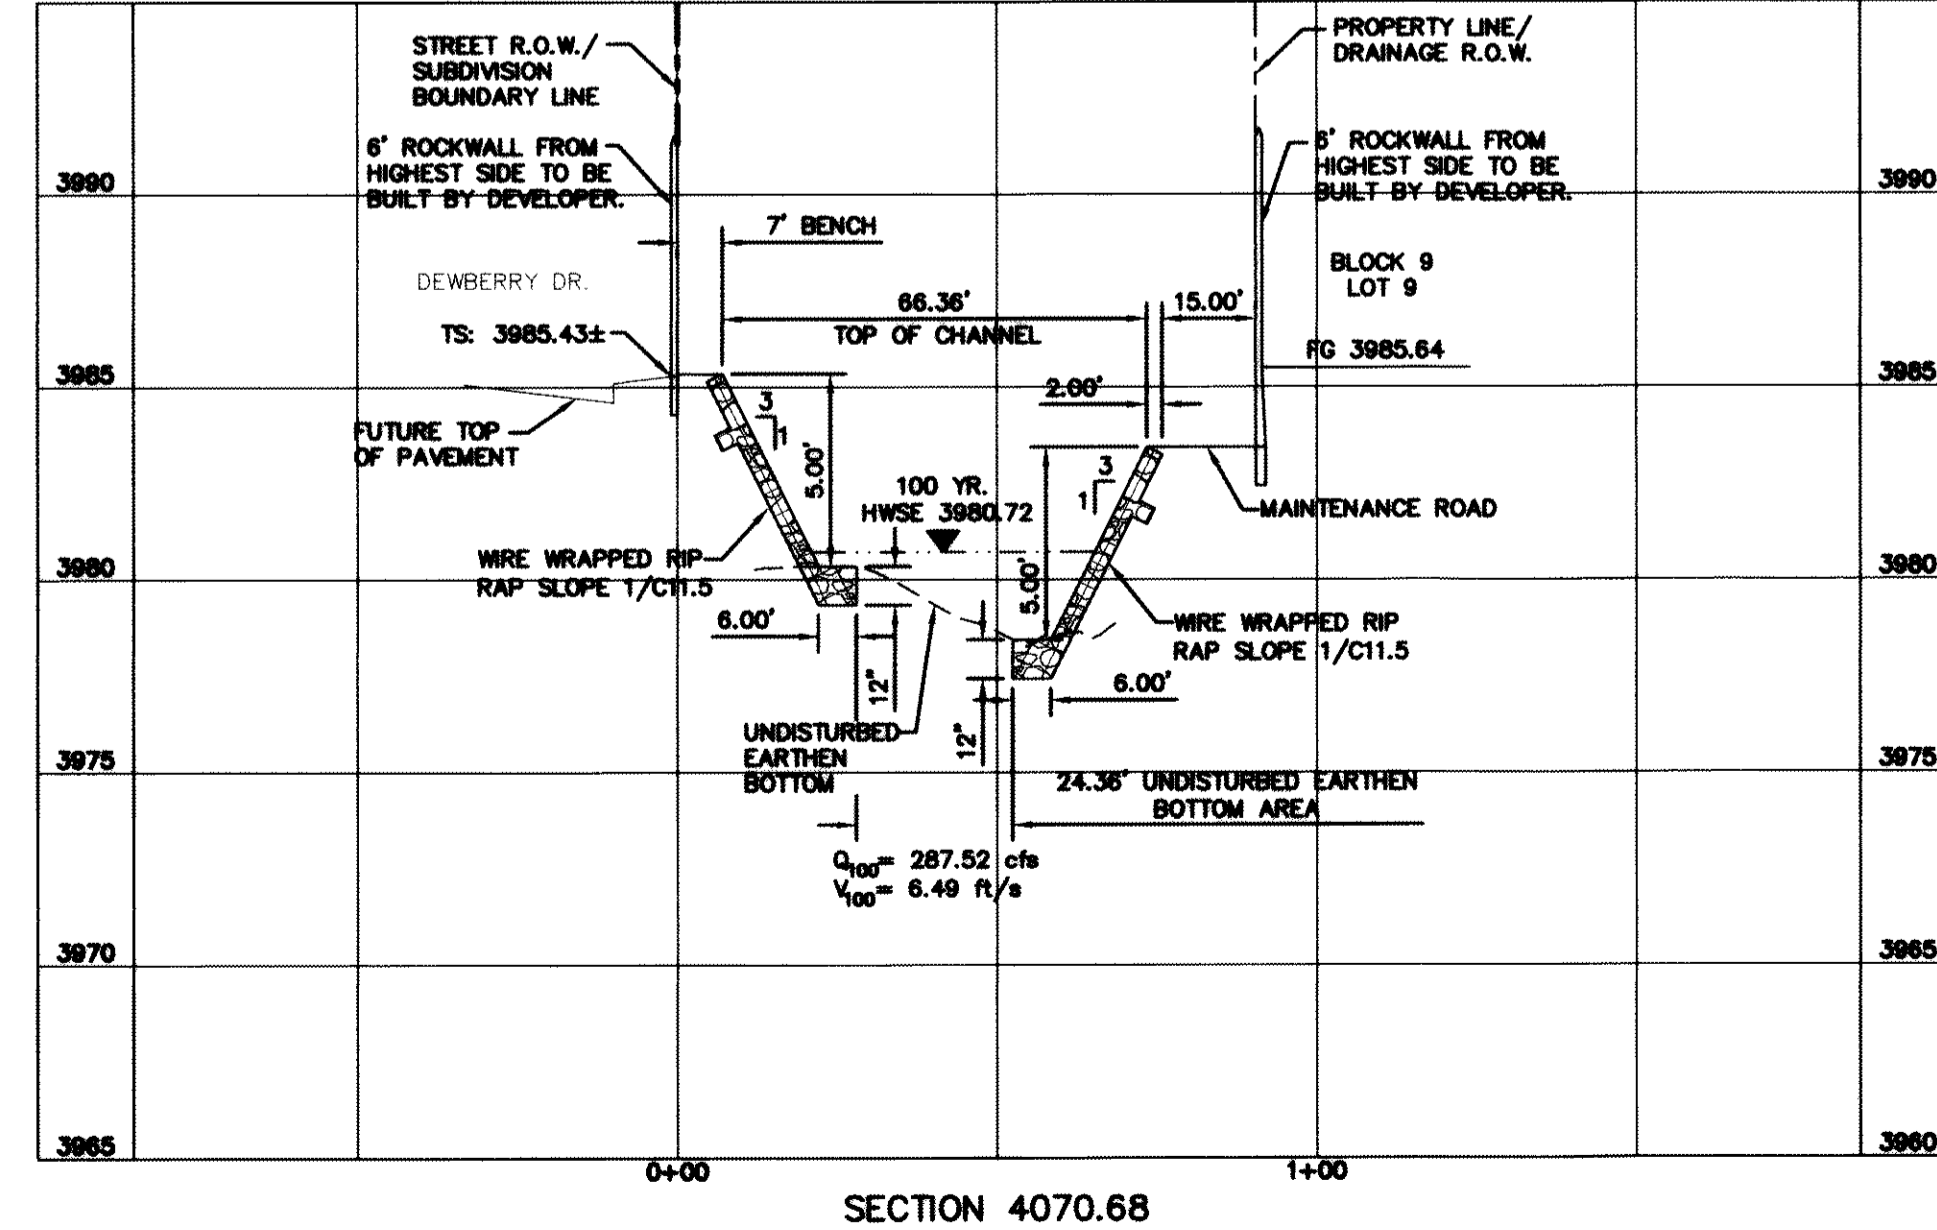 STREET R.O.W./
SUBDIVISION
BOUNDARY LINE
PROPERTY LINE/
DRAINAGE R.O.W.
6' ROCKWALL FROM
HIGHEST SIDE TO BE
BUILT BY DEVELOPER.
6' ROCKWALL FROM
HIGHEST SIDE TO BE
BUILT BY DEVELOPER.
3990
3990
7' BENCH
DEWBERRY DR.
BLOCK 9
LOT 9
66.36'
TOP OF CHANNEL
15.00'
TS: 3985.43±
FG 3985.64
3985
3985
2.00'
3
1
5.00'
3
1
FUTURE TOP
OF PAVEMENT
100 YR.
HWSE 3980.72
MAINTENANCE ROAD
WIRE WRAPPED RIP
RAP SLOPE 1/C11.5
3980
3980
5.00'
6.00'
WIRE WRAPPED RIP
RAP SLOPE 1/C11.5
12"
6.00'
12"
UNDISTURBED
EARTHEN
BOTTOM
3975
3975
24.36' UNDISTURBED EARTHEN
BOTTOM AREA
Q100= 287.52 cfs
V100= 6.49 ft/s
3970
3965
3965
3960
0+00
1+00
SECTION 4070.68